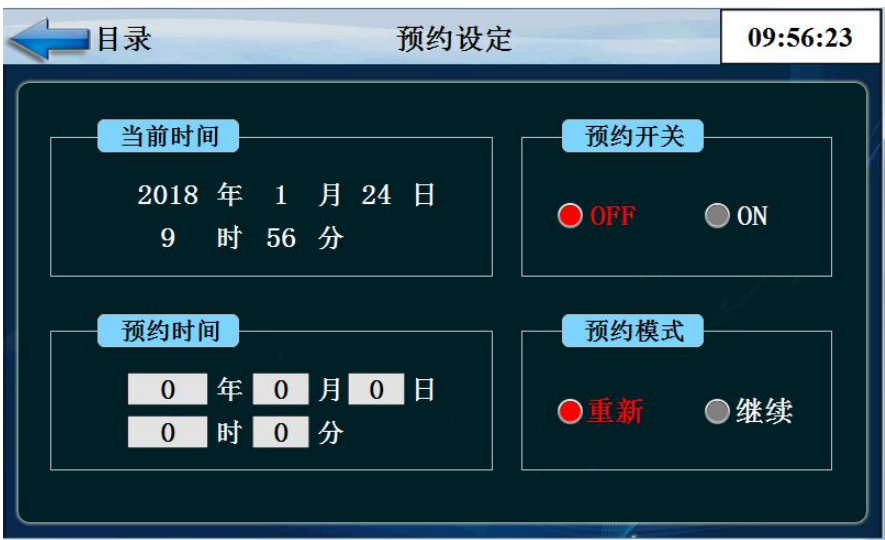 目录 预约设定 09:56:23
当前时间
2018 年 1 月 24 日
9 时 56 分
预约开关
OFF ON
预约时间
0 年 0 月 0 日
0 时 0 分
预约模式
重新 继续